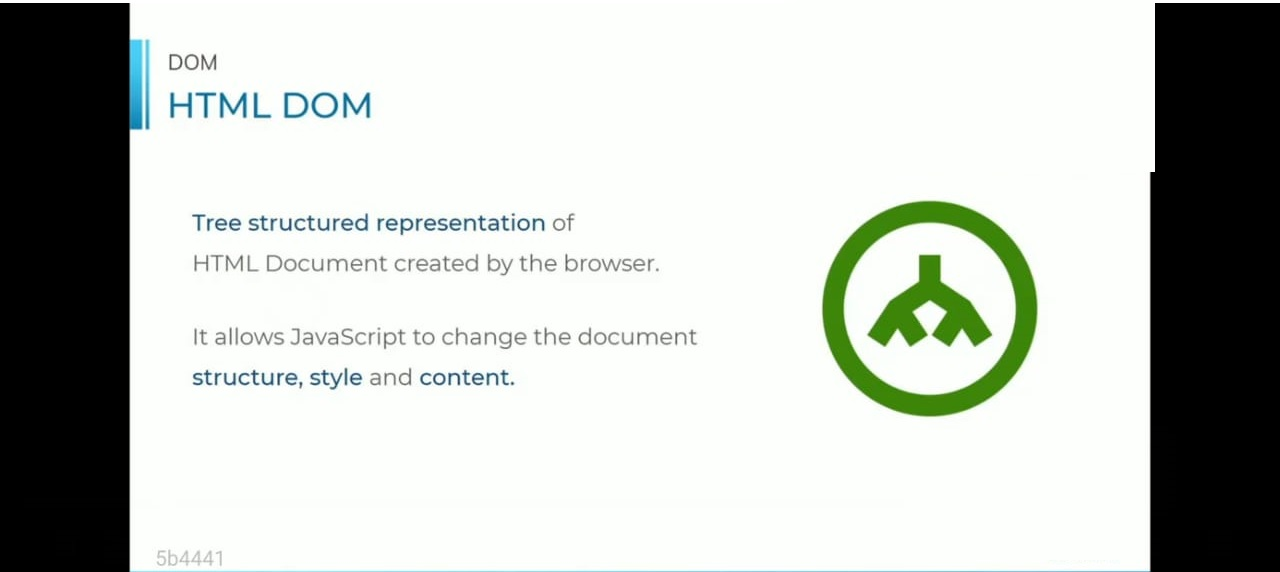 DOM
HTML DOM
Tree structured representation of
HTML Document created by the browser.
It allows JavaScript to change the document
structure, style and content.
5b4441